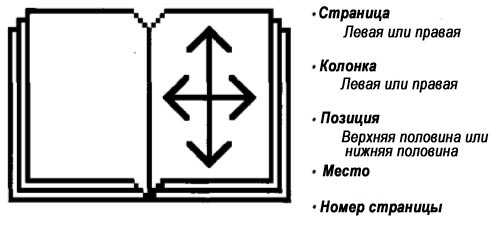 · Страница
Левая или правая
· Колонка
Левая или правая
· Позиция
Верхняя половина или
нижняя половина
· Место
· Номер страницы